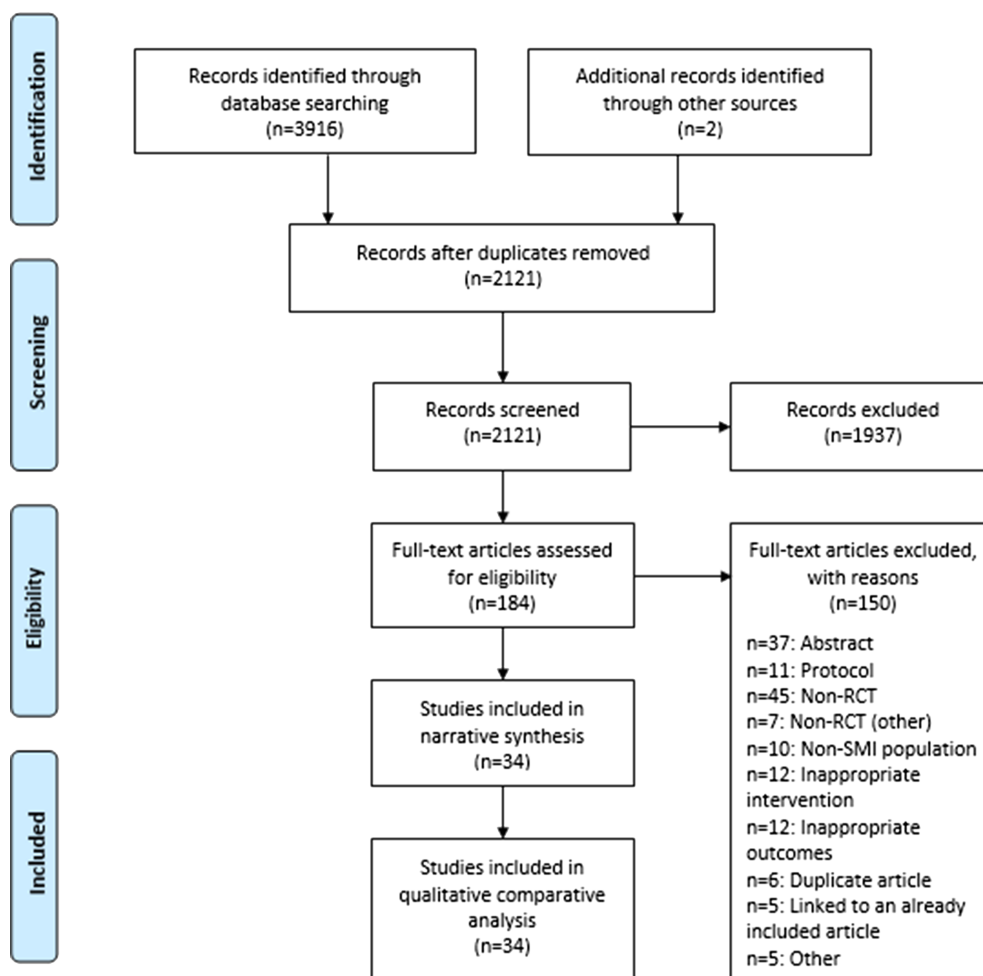 Identification
Records identified through
database searching
(n=3916)
Additional records identified
through other sources
(n=2)
Records after duplicates removed
(n=2121)
Screening
Records screened
(n=2121)
Records excluded
(n=1937)
Eligibility
Full-text articles assessed
for eligibility
(n=184)
Full-text articles excluded,
with reasons
(n=150)
n=37: Abstract
n=11: Protocol
n=45: Non-RCT
n=7: Non-RCT (other)
n=10: Non-SMI population
n=12: Inappropriate
intervention
n=12: Inappropriate
outcomes
n=6: Duplicate article
n=5: Linked to an already
included article
n=5: Other
Studies included in
narrative synthesis
(n=34)
Included
Studies included in
qualitative comparative
analysis
(n=34)